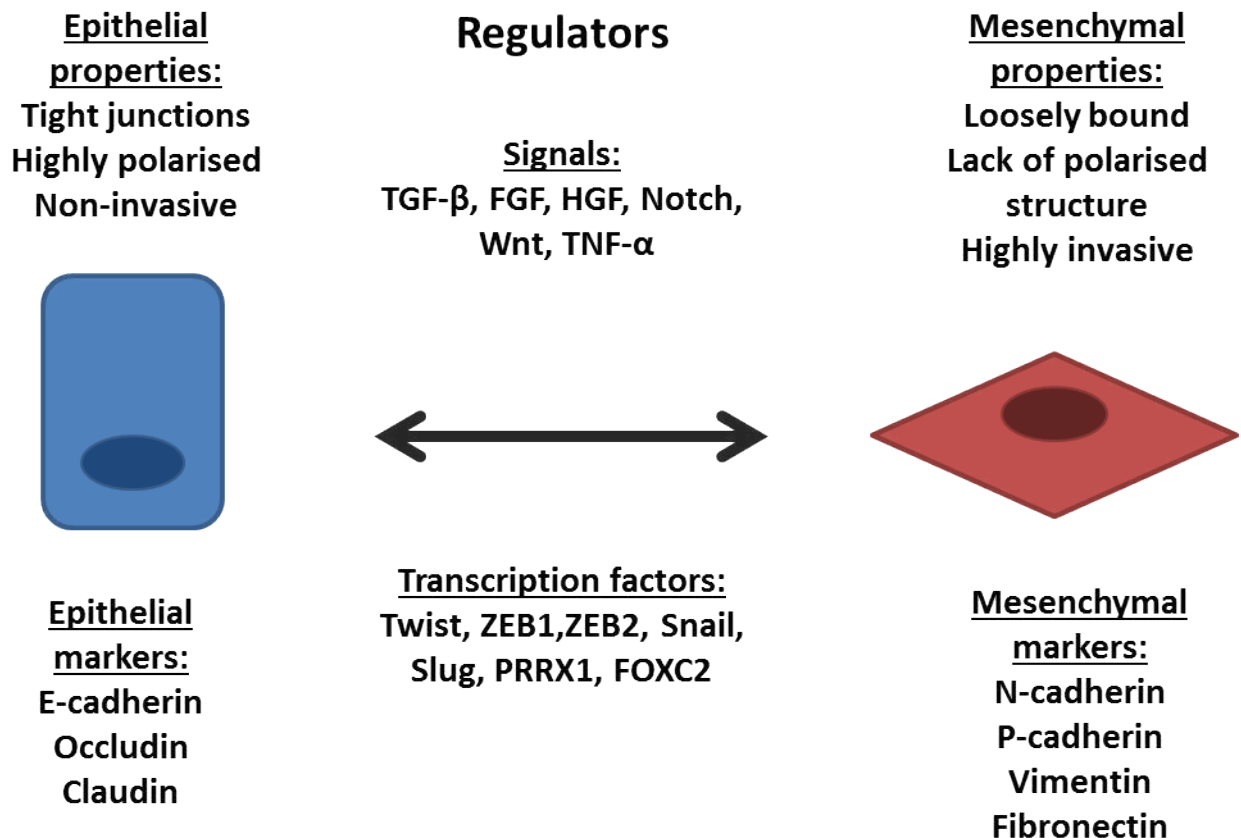 Epithelial
properties:
Tight junctions
Highly polarised
Non-invasive
Regulators
Signals:
TGF-β, FGF, HGF, Notch,
Wnt, TNF-α
Mesenchymal
properties:
Loosely bound
Lack of polarised
structure
Highly invasive
Epithelial
markers:
E-cadherin
Occludin
Claudin
Transcription factors:
Twist, ZEB1,ZEB2, Snail,
Slug, PRRX1, FOXC2
Mesenchymal
markers:
N-cadherin
P-cadherin
Vimentin
Fibronectin